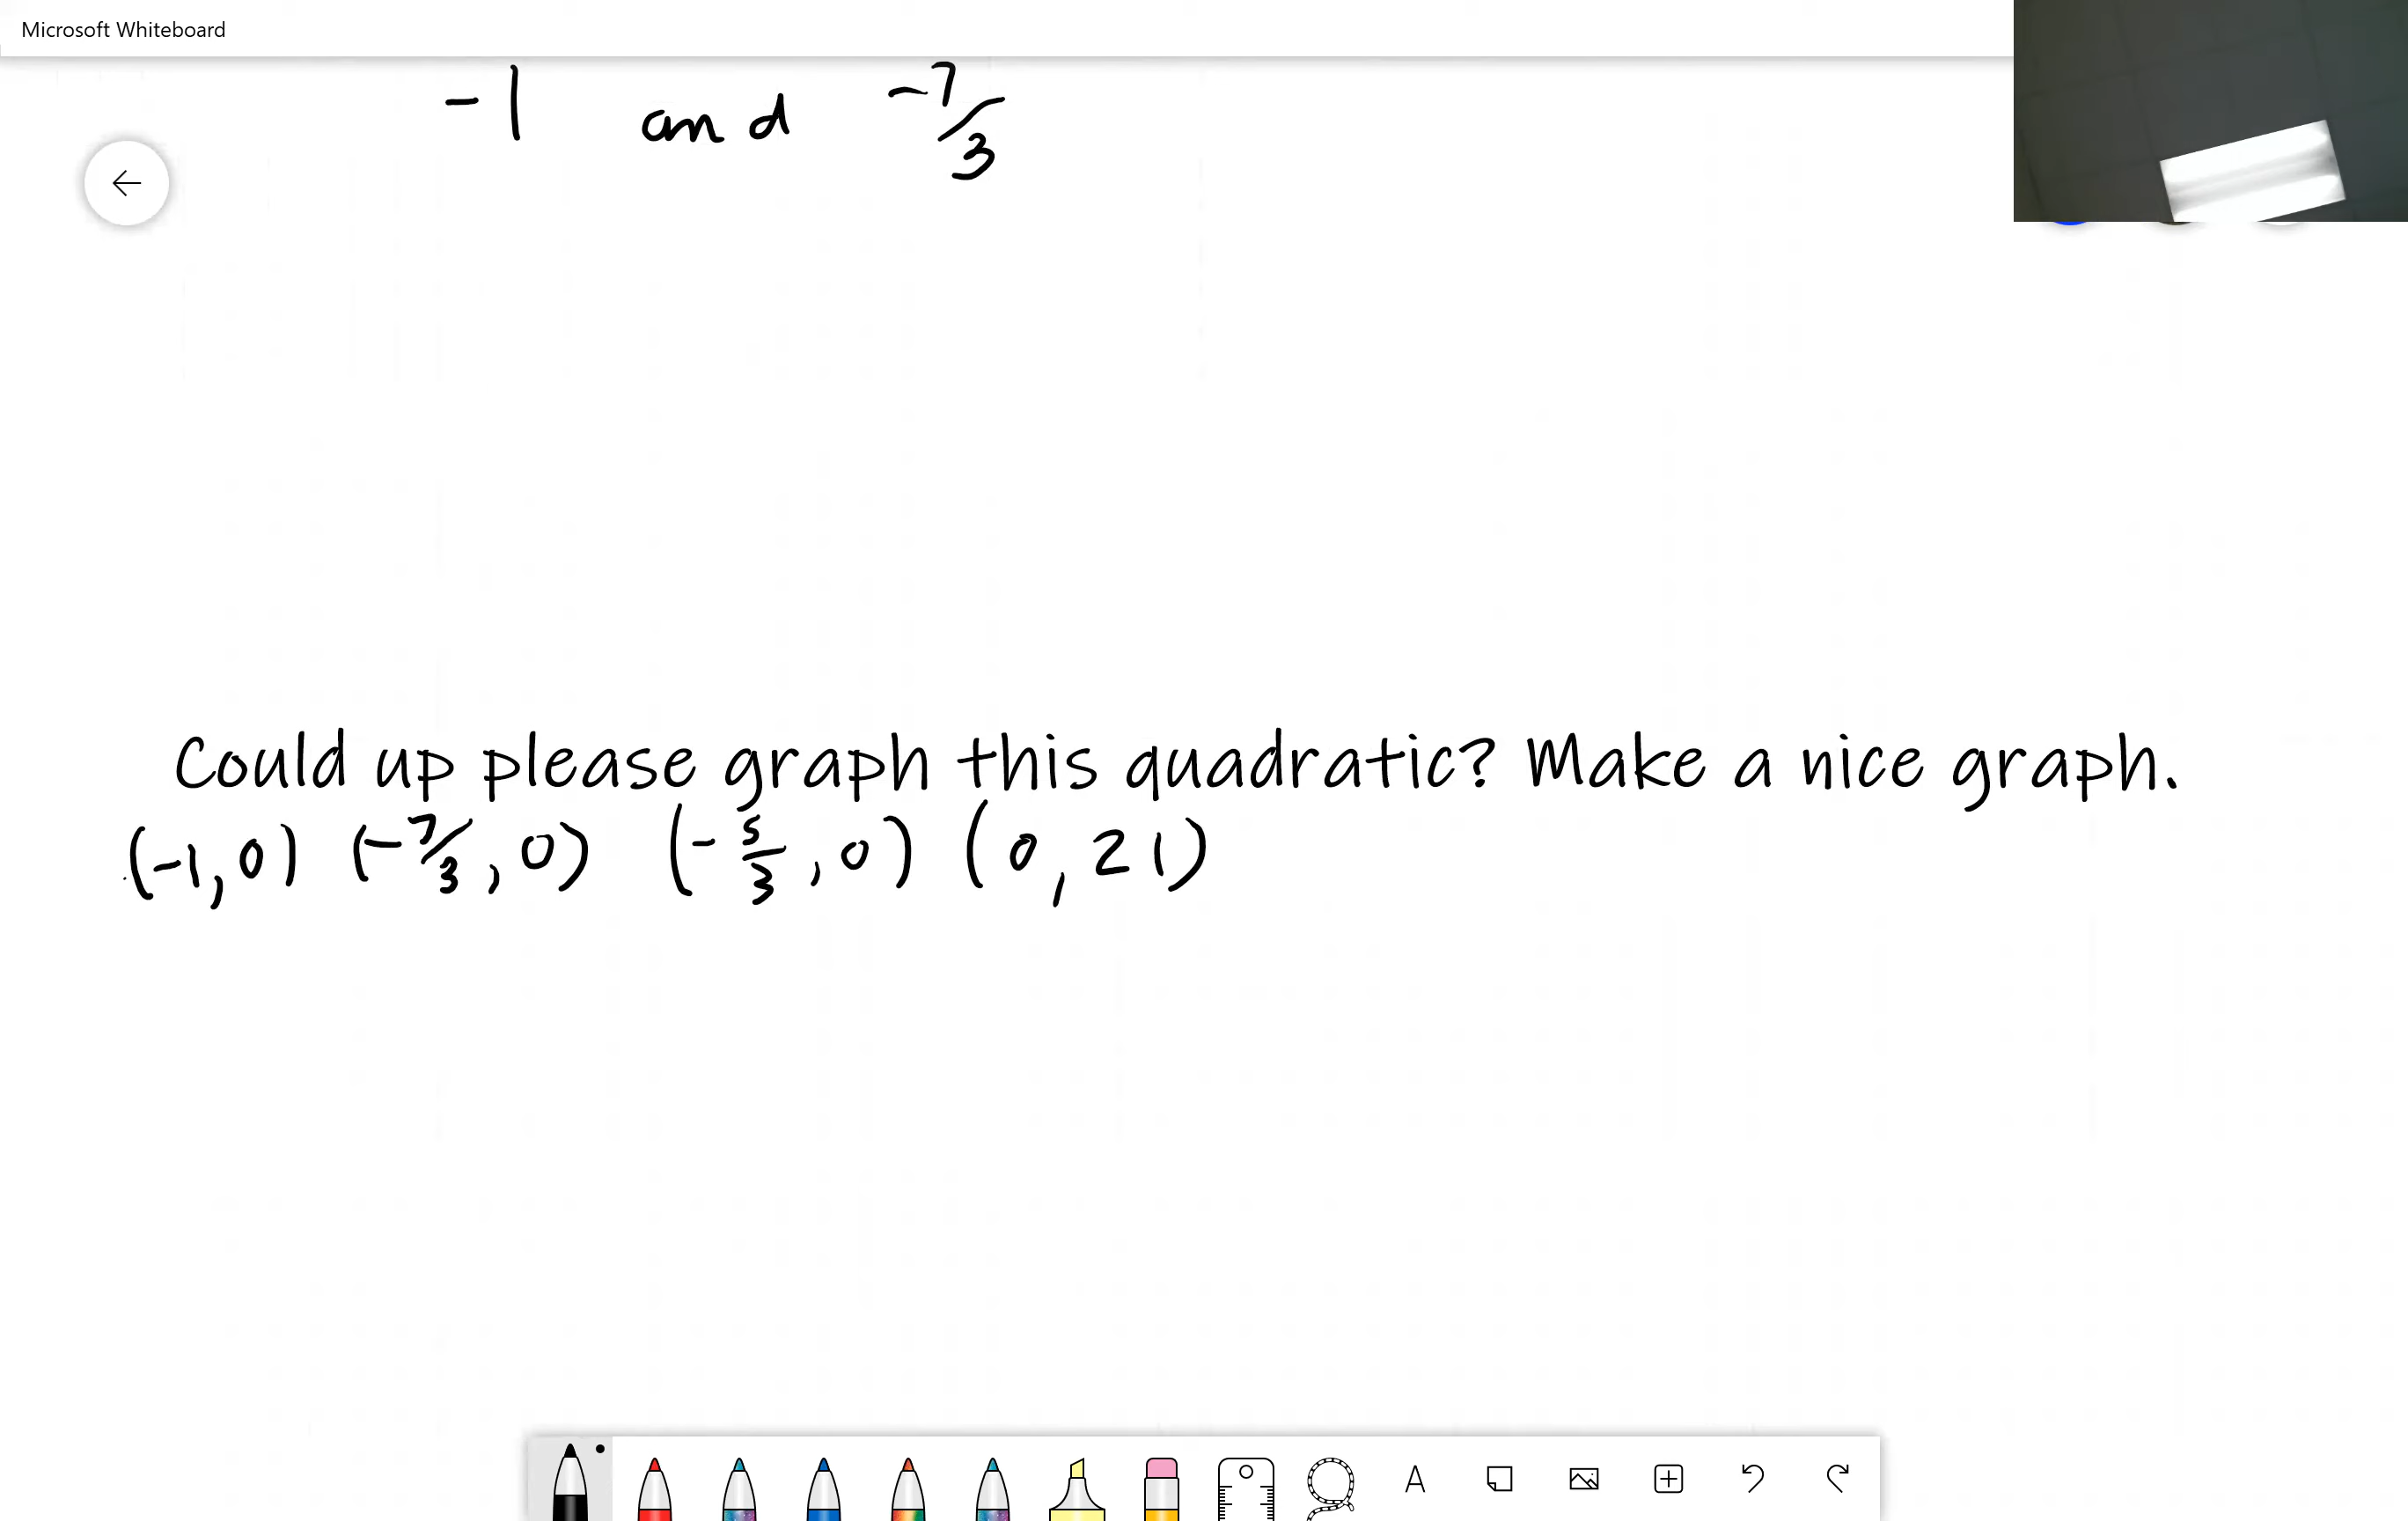 Microsoft Whiteboard
-1 and -7/3
Could up please graph this quadratic? Make a nice graph.
(-1,0) (-7/3,0) (-5/3,0) (0,21)
A